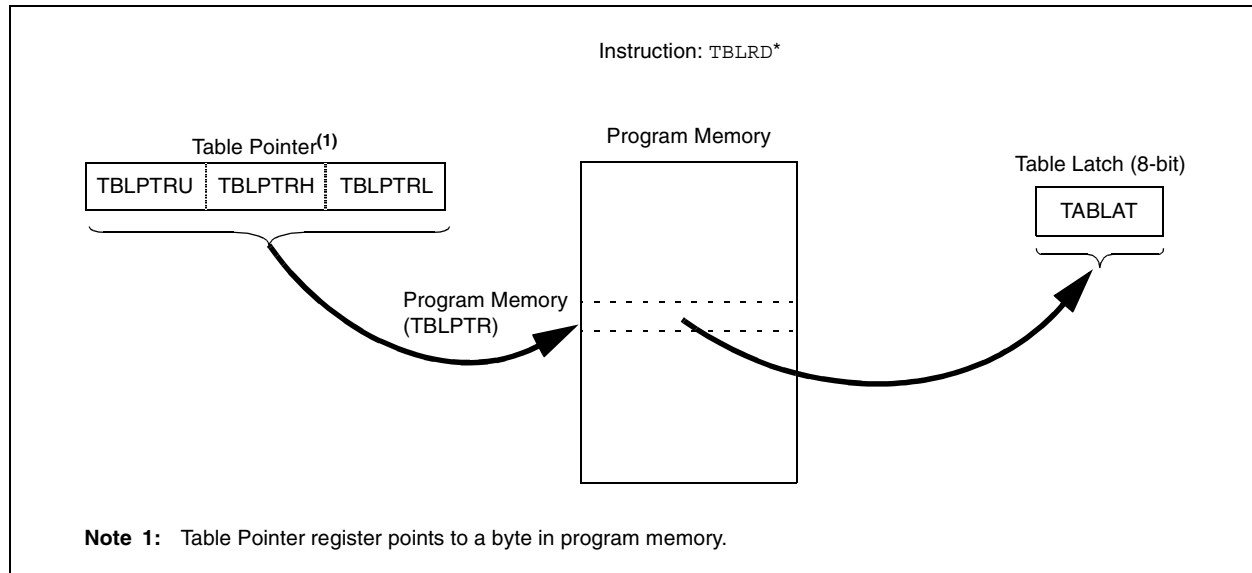 Instruction: TBLRD*
Table Pointer(1)
TBLPTRU TBLPTRH TBLPTRL
Program Memory
Table Latch (8-bit)
TABLAT
Program Memory
(TBLPTR)
Note 1: Table Pointer register points to a byte in program memory.